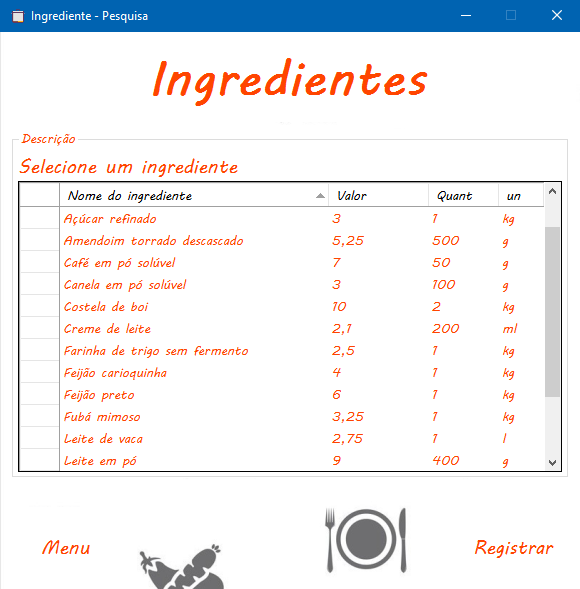 Ingrediente - Pesquisa
Ingredientes
Descrição
Selecione um ingrediente
Nome do ingrediente Valor Quant un
Açúcar refinado 3 1 kg
Amendoim torrado descascado 5,25 500 g
Café em pó solúvel 7 50 g
Canela em pó solúvel 3 100 g
Costela de boi 10 2 kg
Creme de leite 2,1 200 ml
Farinha de trigo sem fermento 2,5 1 kg
Feijão carioquinha 4 1 kg
Feijão preto 6 1 kg
Fubá mimoso 3,25 1 kg
Leite de vaca 2,75 1 l
Leite em pó 9 400 g
Menu Registrar